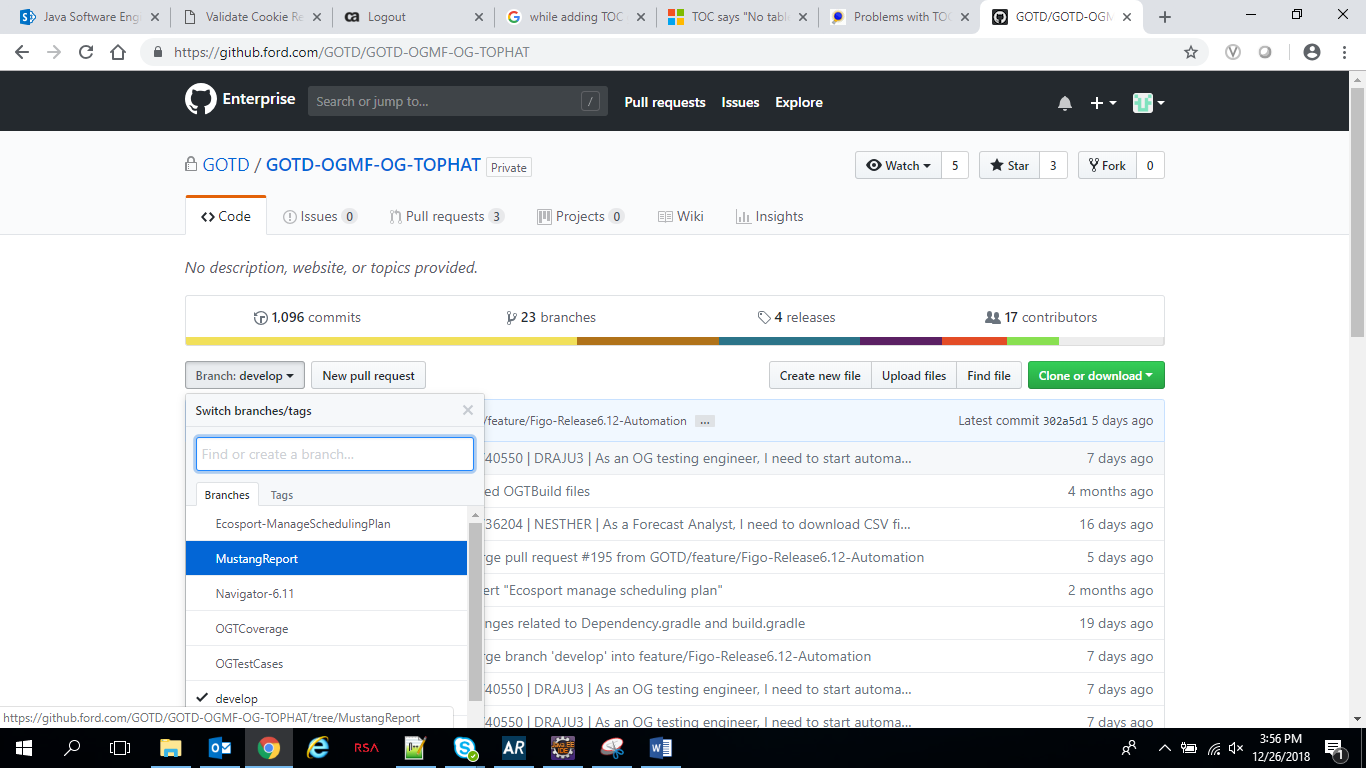 Java Software Eng
Validate Cookie Re
Logout
while adding TOC
TOC says "No tabl
Problems with TOC
GOTD/GOTD-OGM
https://github.ford.com/GOTD/GOTD-OGMF-OG-TOPHAT
Enterprise
Search or jump to...
/
Pull requests
Issues
Explore
GOTD / GOTD-OGMF-OG-TOPHAT Private
Watch 5
Star 3
Fork 0
Code
Issues 0
Pull requests 3
Projects 0
Wiki
Insights
No description, website, or topics provided.
1,096 commits
23 branches
4 releases
17 contributors
Branch: develop
New pull request
Create new file
Upload files
Find file
Clone or download
Switch branches/tags
/feature/Figo-Release6.12-Automation ...
Latest commit 302a5d1 5 days ago
Find or create a branch...
40550 | DRAJU3 | As an OG testing engineer, I need to start automa... 7 days ago
Branches
Tags
ed OGTBuild files 4 months ago
Ecosport-ManageSchedulingPlan
36204 | NESTHER | As a Forecast Analyst, I need to download CSV fi... 16 days ago
MustangReport
rge pull request #195 from GOTD/feature/Figo-Release6.12-Automation 5 days ago
Navigator-6.11
ert "Ecosport manage scheduling plan" 2 months ago
OGTCoverage
nges related to Dependency.gradle and build.gradle 19 days ago
OGTestCases
rge branch 'develop' into feature/Figo-Release6.12-Automation 7 days ago
develop
40550 | DRAJU3 | As an OG testing engineer, I need to start automa... 7 days ago
https://github.ford.com/GOTD/GOTD-OGMF-OG-TOPHAT/tree/MustangReport
40550 | DRAJU3 | As an OG testing engineer, I need to start automa... 7 days ago
RSA
AR
3:56 PM
12/26/2018
1